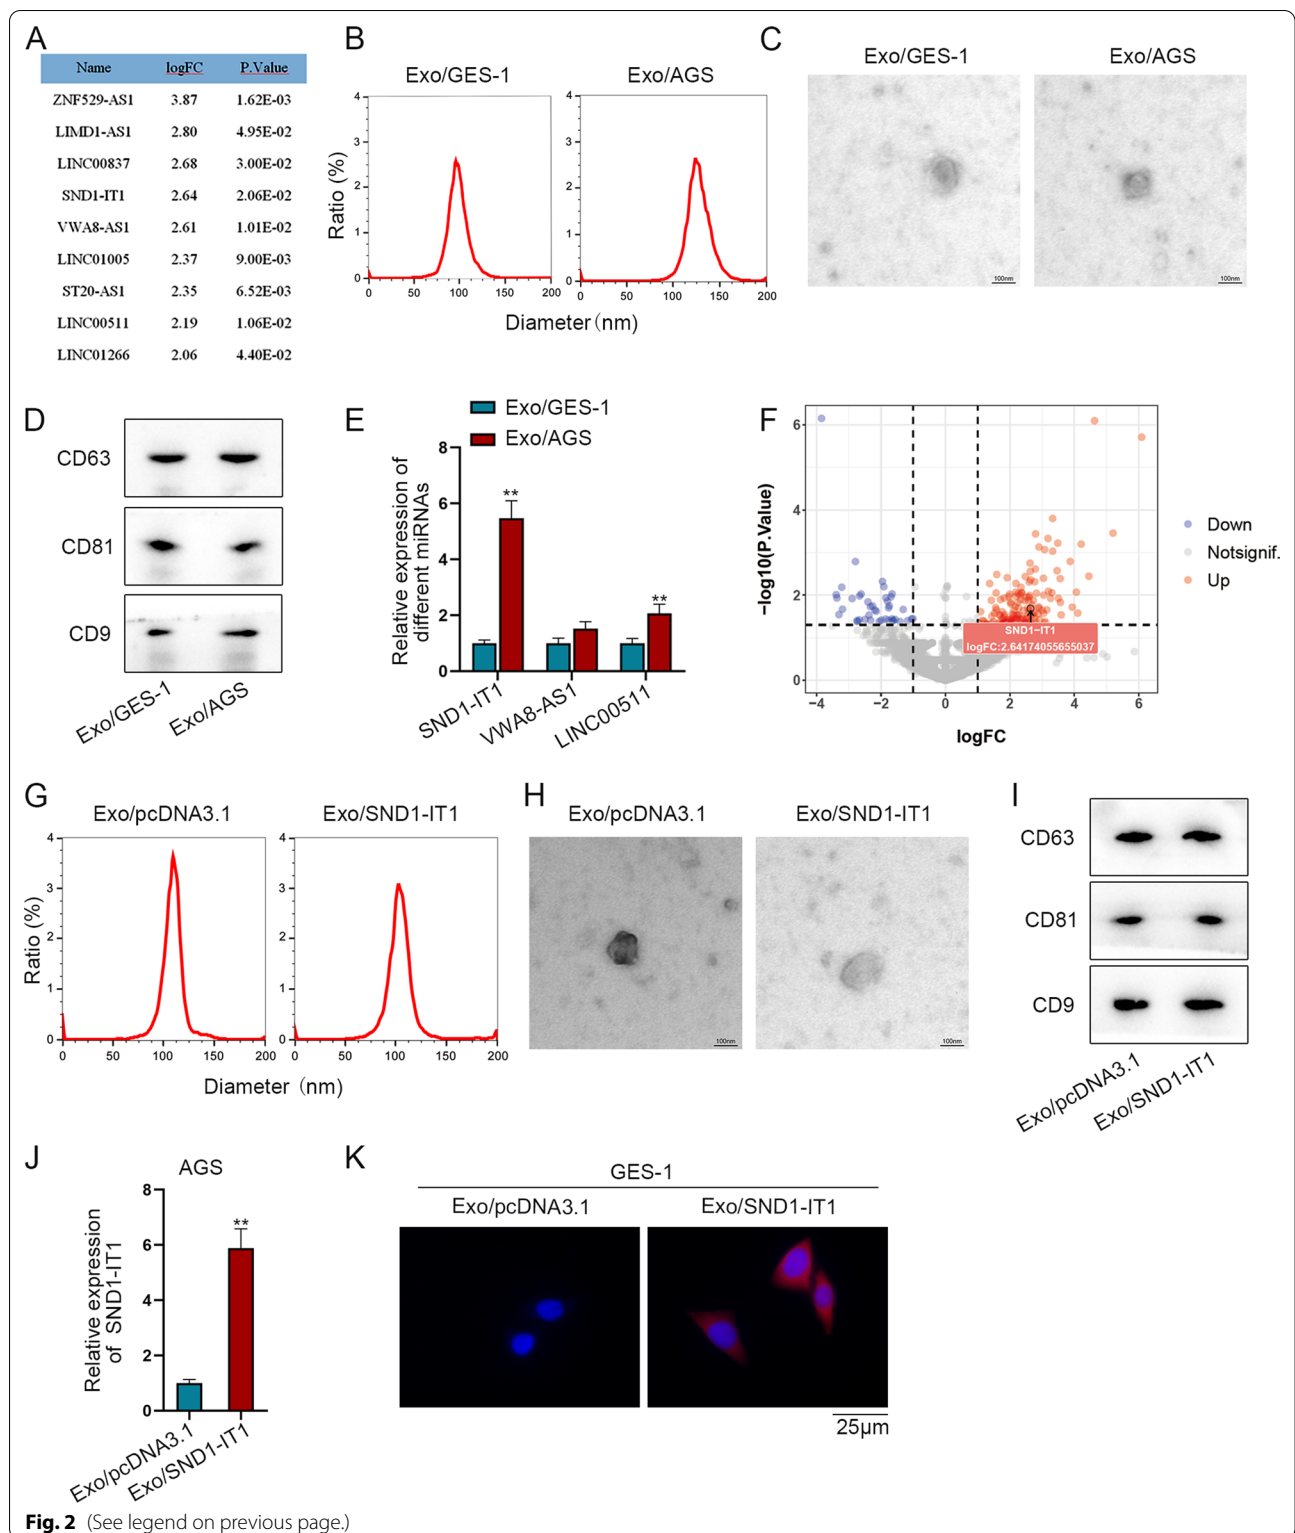 A
Name logFC P.Value
ZNF529-AS1 3.87 1.62E-03
LIMD1-AS1 2.80 4.95E-02
LINC00837 2.68 3.00E-02
SND1-IT1 2.64 2.06E-02
VWA8-AS1 2.61 1.01E-02
LINC01005 2.37 9.00E-03
ST20-AS1 2.35 6.52E-03
LINC00511 2.19 1.06E-02
LINC01266 2.06 4.40E-02
B
Exo/GES-1 Exo/AGS
Ratio (%)
4 3 2 1 0
0 50 100 150 200
4 3 2 1 0
0 50 100 150 200
Diameter (nm)
C
Exo/GES-1 Exo/AGS
100nm 100nm
D
CD63
CD81
CD9
Exo/GES-1 Exo/AGS
E
Exo/GES-1
Exo/AGS
Relative expression of
different miRNAs
8 6 4 2 0
** **
SND1-IT1 VWA8-AS1 LINC00511
F
−log10(P.Value)
6 4 2 0
SND1−IT1
logFC:2.64174055655037
−4 −2 0 2 4 6
logFC
Down
Notsignif.
Up
G
Exo/pcDNA3.1 Exo/SND1-IT1
Ratio (%)
4 3 2 1 0
0 50 100 150 200
4 3 2 1 0
0 50 100 150 200
Diameter (nm)
H
Exo/pcDNA3.1 Exo/SND1-IT1
100nm 100nm
I
CD63
CD81
CD9
Exo/pcDNA3.1 Exo/SND1-IT1
J
AGS
Relative expression
of SND1-IT1
8 6 4 2 0
**
Exo/pcDNA3.1 Exo/SND1-IT1
K
GES-1
Exo/pcDNA3.1 Exo/SND1-IT1
25μm
Fig. 2 (See legend on previous page.)